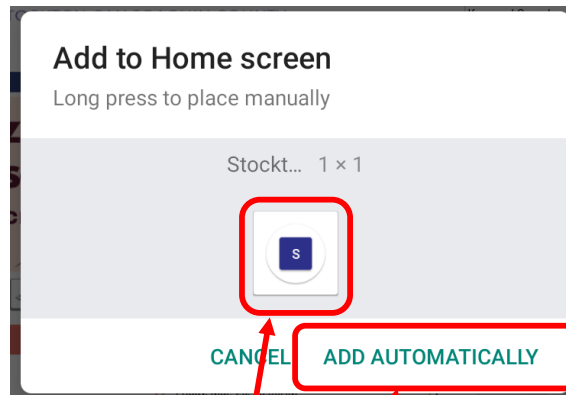 Add to Home screen
Long press to place manually
Stockt... 1 × 1
S
CANCEL ADD AUTOMATICALLY